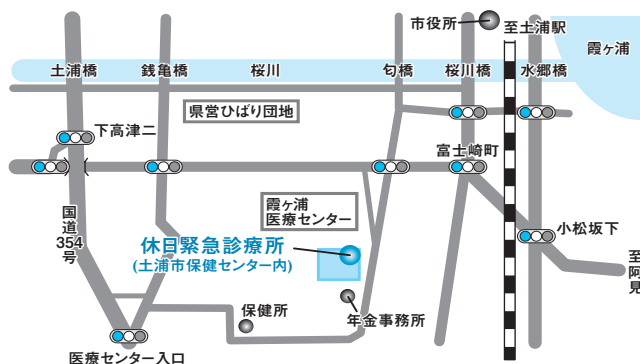 市役所
至土浦駅
霞ヶ浦
土浦橋
銭亀橋
桜川
匂橋
桜川橋
水郷橋
県営ひばり団地
下高津二
富士崎町
霞ヶ浦
医療センター
国道354号
休日緊急診療所
(土浦市保健センター内)
小松坂下
至阿見
保健所
年金事務所
医療センター入口